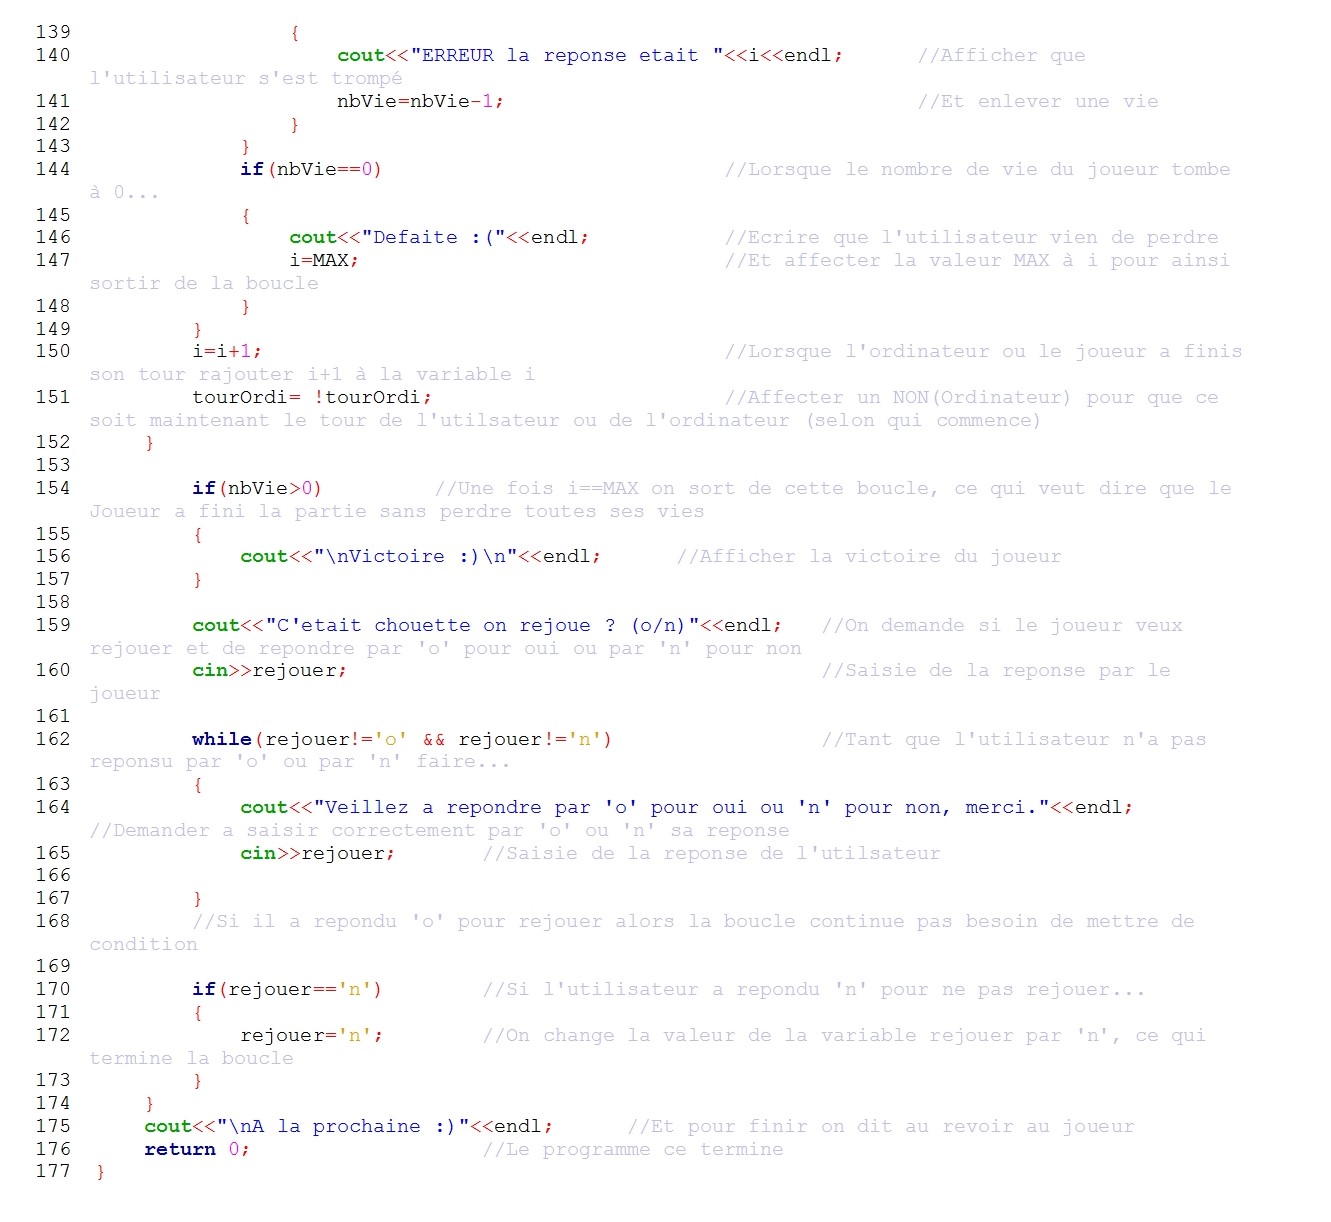 139 {
140 cout<<"ERREUR la reponse etait "<<i<<endl; //Afficher que
l'utilisateur s'est trompé
141 nbVie=nbVie-1; //Et enlever une vie
142 }
143 }
144 if(nbVie==0) //Lorsque le nombre de vie du joueur tombe
à 0...
145 {
146 cout<<"Defaite :("<<endl; //Ecrire que l'utilisateur vien de perdre
147 i=MAX; //Et affecter la valeur MAX à i pour ainsi
sortir de la boucle
148 }
149 }
150 i=i+1; //Lorsque l'ordinateur ou le joueur a finis
son tour rajouter i+1 à la variable i
151 tourOrdi= !tourOrdi; //Affecter un NON(Ordinateur) pour que ce
soit maintenant le tour de l'utilsateur ou de l'ordinateur (selon qui commence)
152 }
153
154 if(nbVie>0) //Une fois i==MAX on sort de cette boucle, ce qui veut dire que le
Joueur a fini la partie sans perdre toutes ses vies
155 {
156 cout<<"\nVictoire :)\n"<<endl; //Afficher la victoire du joueur
157 }
158
159 cout<<"C'etait chouette on rejoue ? (o/n)"<<endl; //On demande si le joueur veux
rejouer et de repondre par 'o' pour oui ou par 'n' pour non
160 cin>>rejouer; //Saisie de la reponse par le
joueur
161
162 while(rejouer!='o' && rejouer!='n') //Tant que l'utilisateur n'a pas
reponsu par 'o' ou par 'n' faire...
163 {
164 cout<<"Veillez a repondre par 'o' pour oui ou 'n' pour non, merci."<<endl;
//Demander a saisir correctement par 'o' ou 'n' sa reponse
165 cin>>rejouer; //Saisie de la reponse de l'utilsateur
166
167 }
168 //Si il a repondu 'o' pour rejouer alors la boucle continue pas besoin de mettre de
condition
169
170 if(rejouer=='n') //Si l'utilisateur a repondu 'n' pour ne pas rejouer...
171 {
172 rejouer='n'; //On change la valeur de la variable rejouer par 'n', ce qui
termine la boucle
173 }
174 }
175 cout<<"\nA la prochaine :)"<<endl; //Et pour finir on dit au revoir au joueur
176 return 0; //Le programme ce termine
177 }